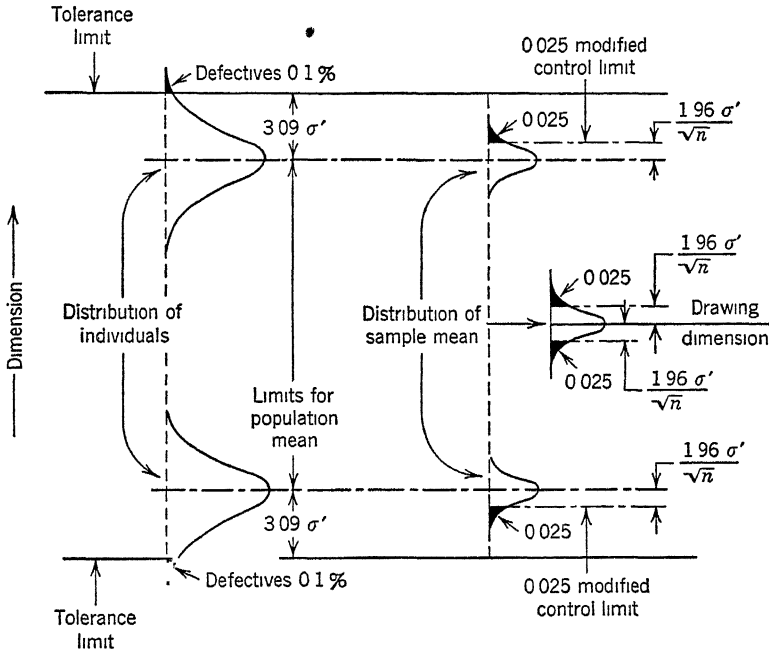 Tolerance
limit
Defectives 0 1%
3 09 σ′
0 025 modified
control limit
0 025
1 96 σ′
√n
Dimension
Distribution of
individuals
Limits for
population
mean
Distribution of
sample mean
0 025
1 96 σ′
√n
Drawing
dimension
0 025
1 96 σ′
√n
1 96 σ′
√n
3 09 σ′
0 025
Defectives 0 1%
0 025 modified
control limit
Tolerance
limit